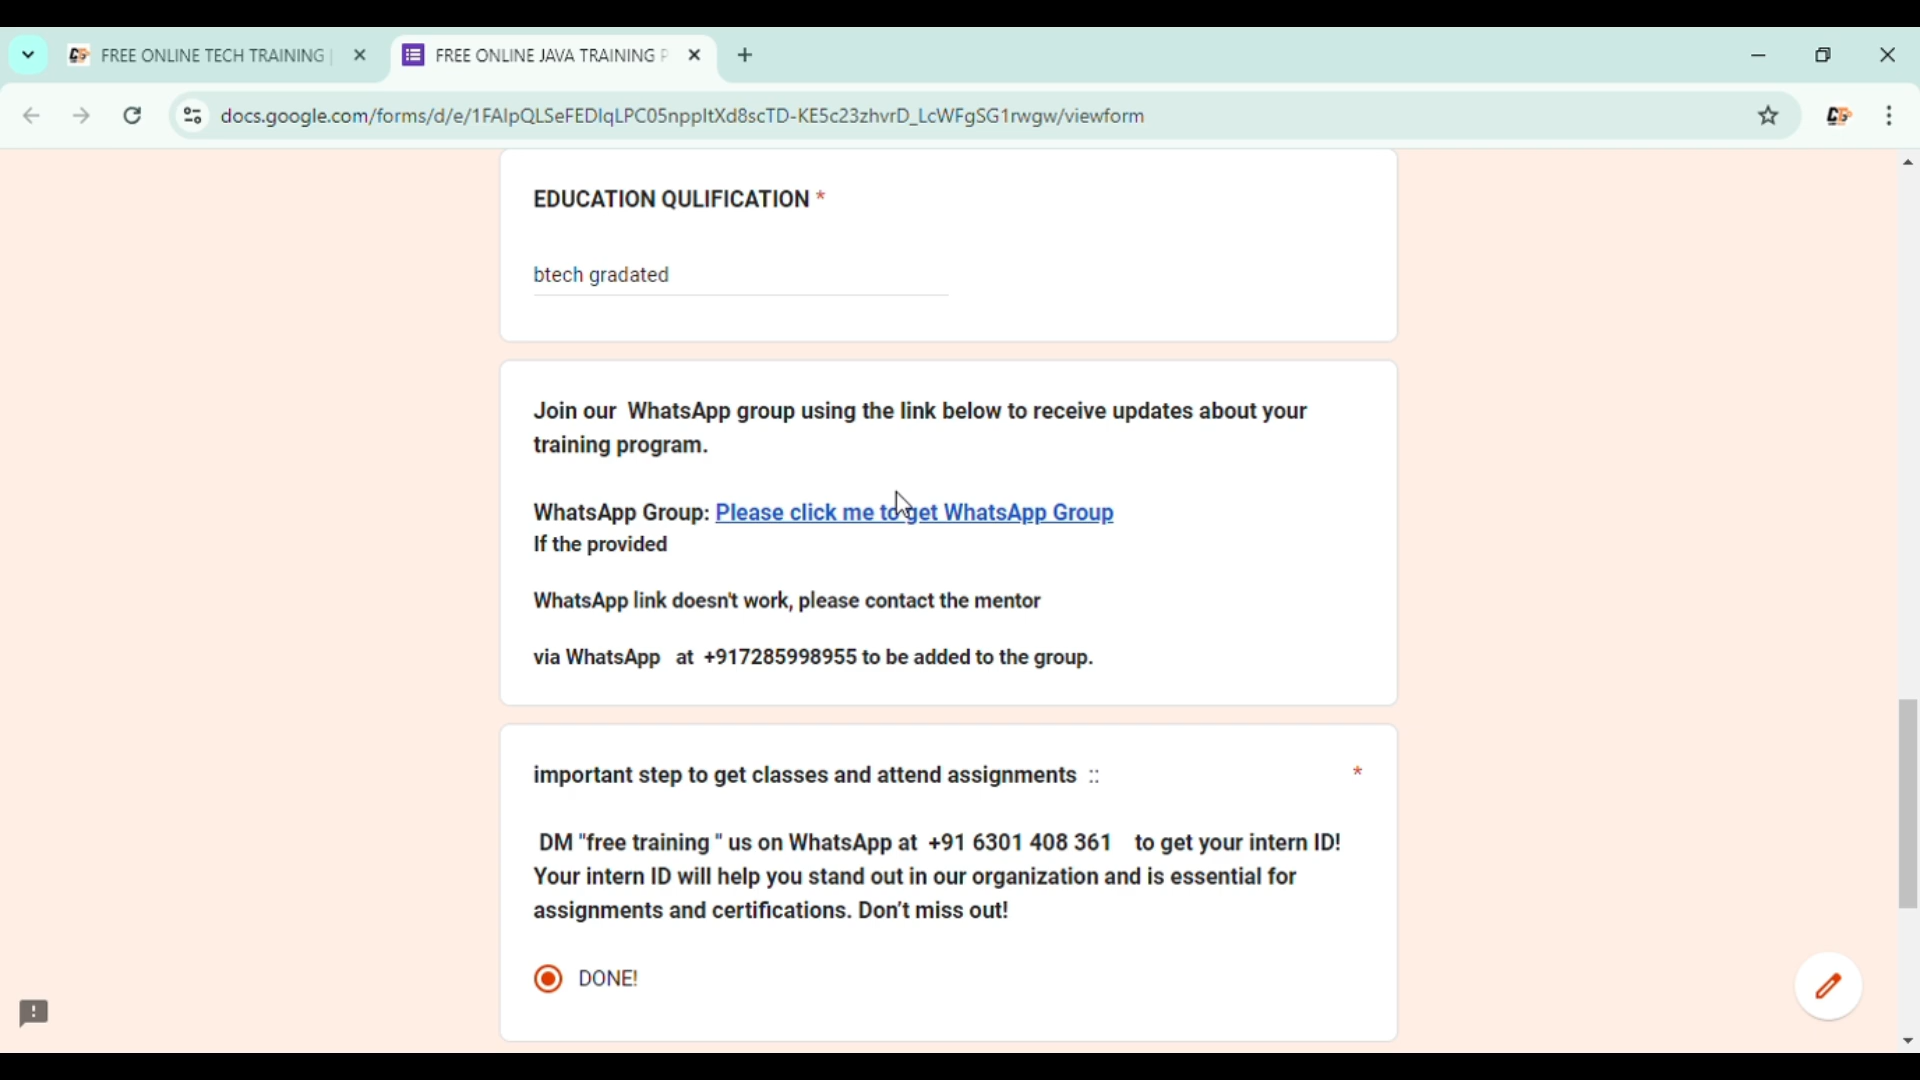 FREE ONLINE TECH TRAINING |
FREE ONLINE JAVA TRAINING P
docs.google.com/forms/d/e/1FAIpQLSeFEDIqLPC05nppItXd8scTD-KE5c23zhvrD_LcWFgSG1rwgw/viewform
EDUCATION QULIFICATION *
btech gradated
Join our WhatsApp group using the link below to receive updates about your
training program.
WhatsApp Group: Please click me to get WhatsApp Group
If the provided
WhatsApp link doesn't work, please contact the mentor
via WhatsApp at +917285998955 to be added to the group.
important step to get classes and attend assignments :: *
DM "free training " us on WhatsApp at +91 6301 408 361 to get your intern ID!
Your intern ID will help you stand out in our organization and is essential for
assignments and certifications. Don't miss out!
DONE!